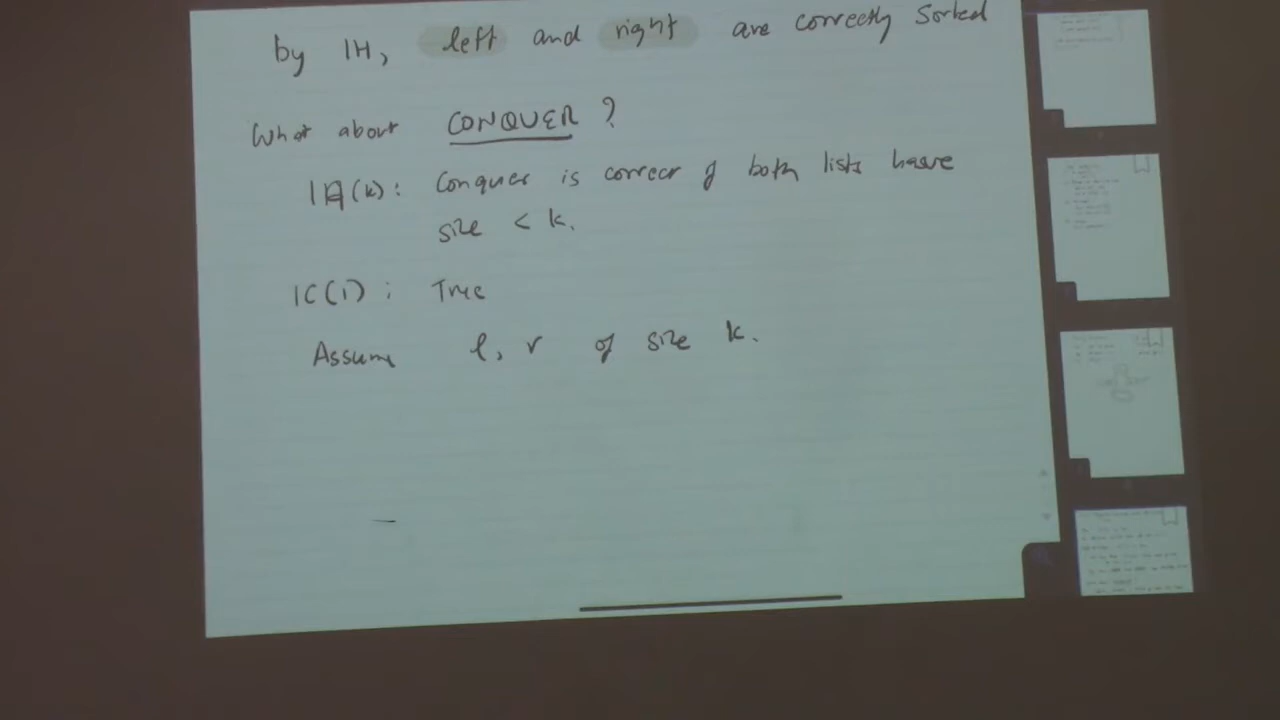 by IH, left and right are correctly sorted
What about CONQUER ?
IH(k): Conquer is correct if both lists have
size < k.
IC(1): True
Assume l, r of size k.